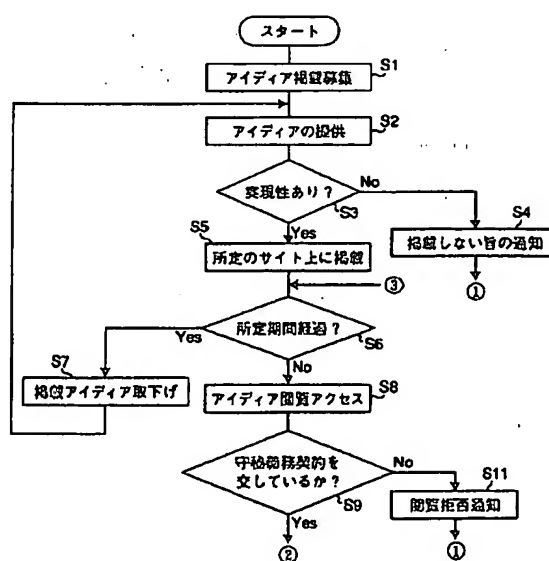 スタート
アイディア掲載募集
S1
アイディアの提供
S2
実現性あり?
No
S3
Yes
S4
掲載しない旨の通知
①
S5
所定のサイト上に掲載
③
所定期間経過?
Yes
S6
No
S7
掲載アイディア取下げ
S8
アイディア閲覧アクセス
守秘義務契約を
交しているか?
No
S9
Yes
S11
閲覧拒否通知
②
①